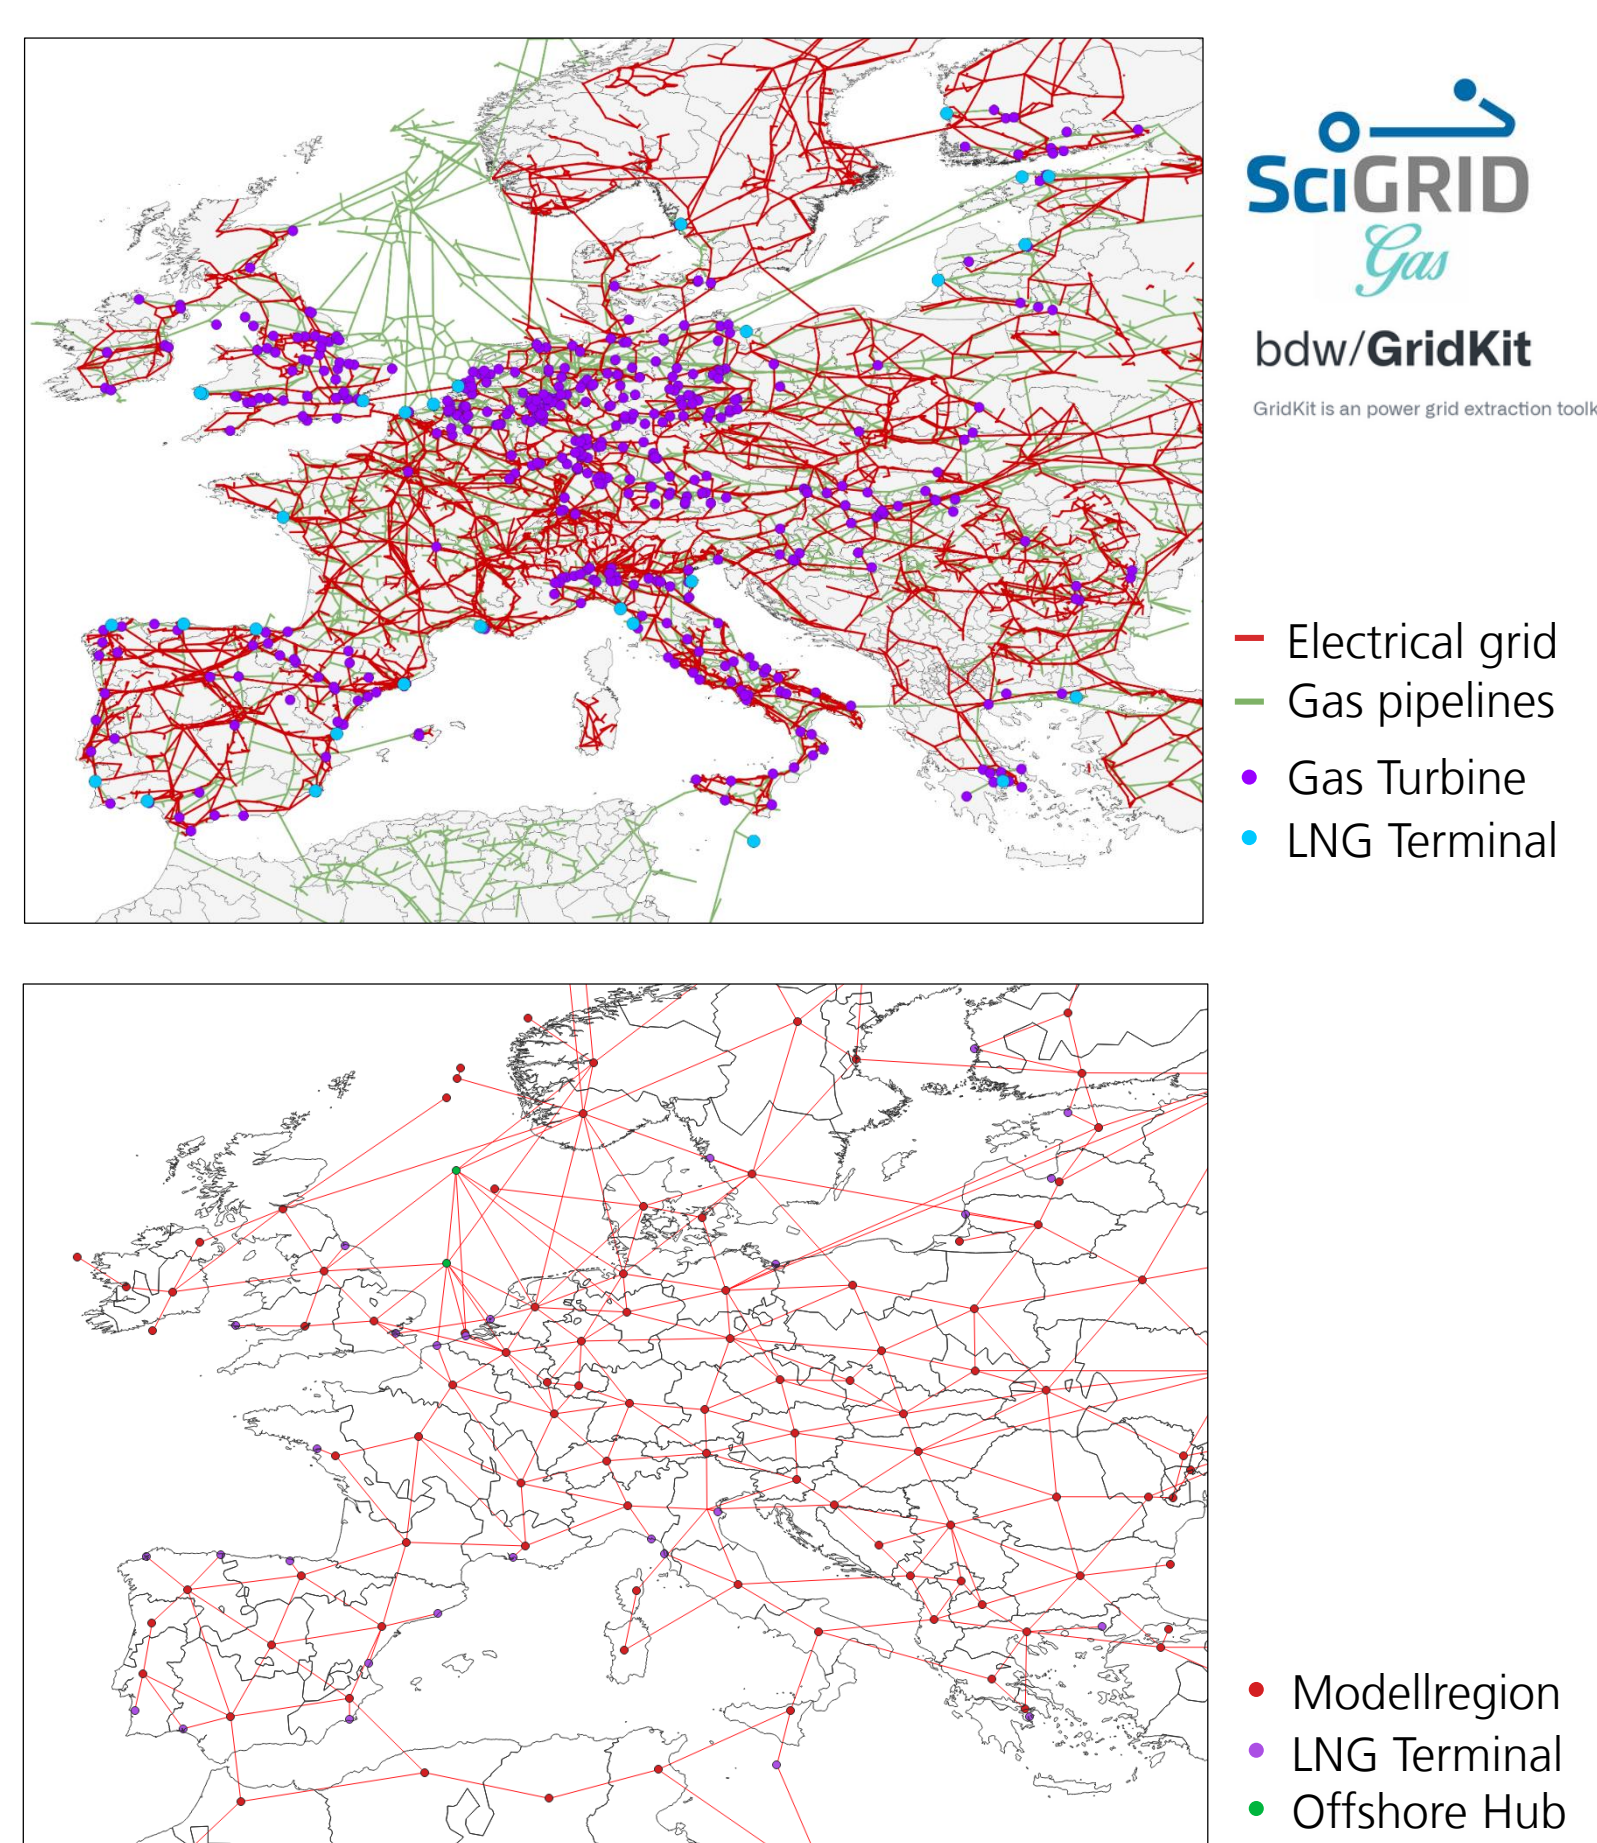 SciGRID
Gas
bdw/GridKit
GridKit is an power grid extraction toolk
Electrical grid
Gas pipelines
Gas Turbine
LNG Terminal
Modellregion
LNG Terminal
Offshore Hub